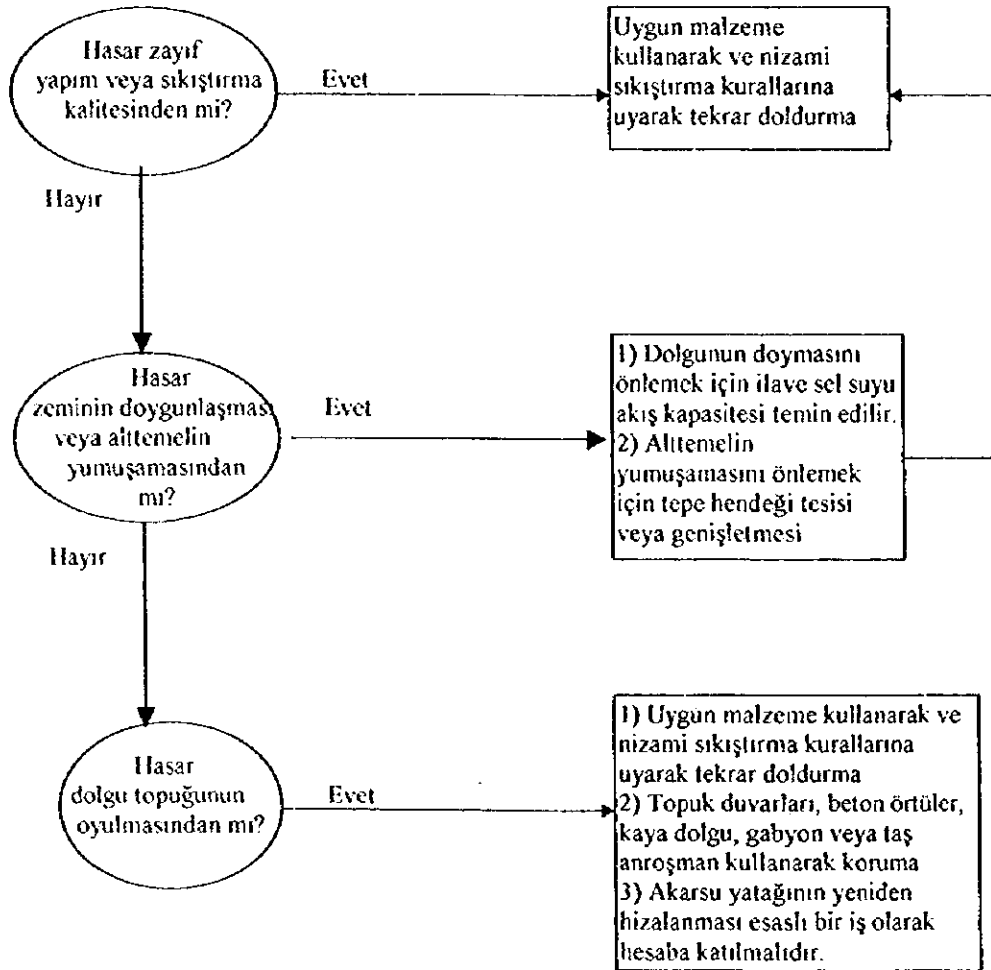 Hasar zayıf
yapım veya sıkıştırma
kalitesinden mi?
Evet
Uygun malzeme
kullanarak ve nizami
sıkıştırma kurallarına
uyarak tekrar doldurma
Hayır
Hasar
zeminin doygunlaşması
veya alttemelin
yumuşamasından
mı?
Evet
1) Dolgunun doymasını
önlemek için ilave sel suyu
akış kapasitesi temin edilir.
2) Alttemelin
yumuşamasını önlemek
için tepe hendeği tesisi
veya genişletmesi
Hayır
Hasar
dolgu topuğunun
oyulmasından mı?
Evet
1) Uygun malzeme kullanarak ve
nizami sıkıştırma kurallarına
uyarak tekrar doldurma
2) Topuk duvarları, beton örtüler,
kaya dolgu, gabyon veya taş
anroşman kullanarak koruma
3) Akarsu yatağının yeniden
hizalanması esaslı bir iş olarak
hesaba katılmalıdır.